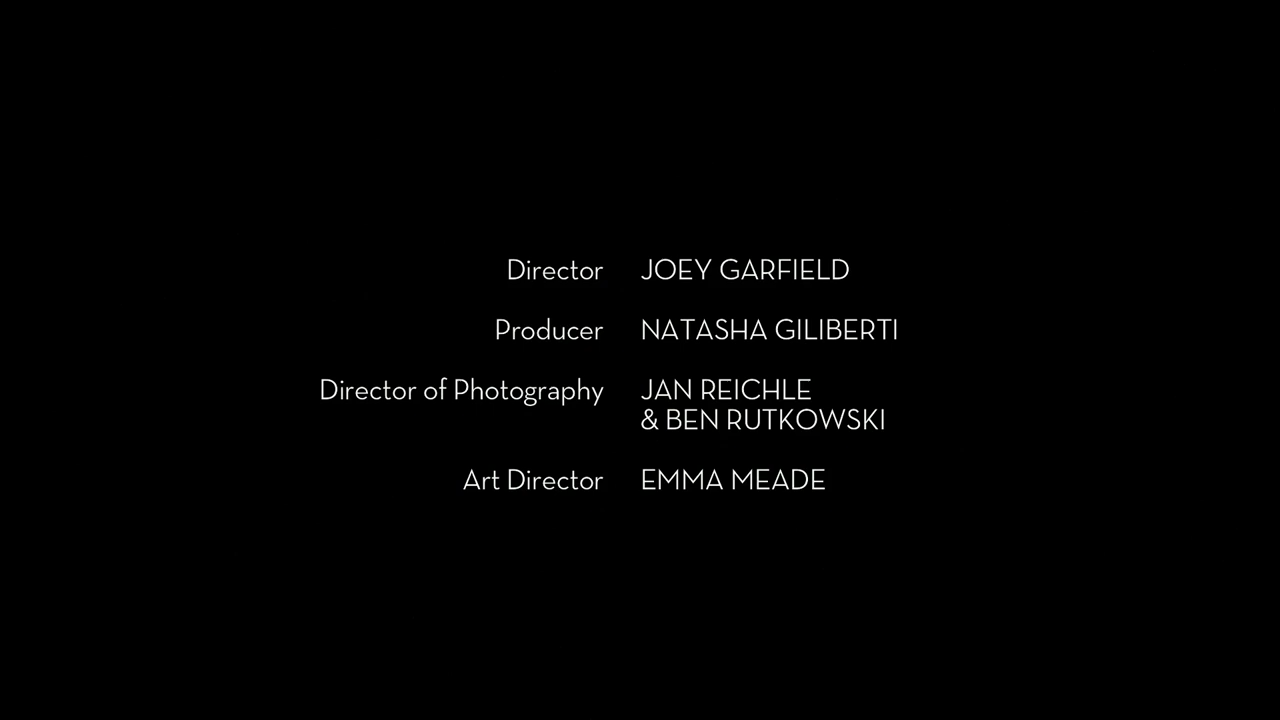 Director JOEY GARFIELD
Producer NATASHA GILIBERTI
Director of Photography JAN REICHLE
& BEN RUTKOWSKI
Art Director EMMA MEADE